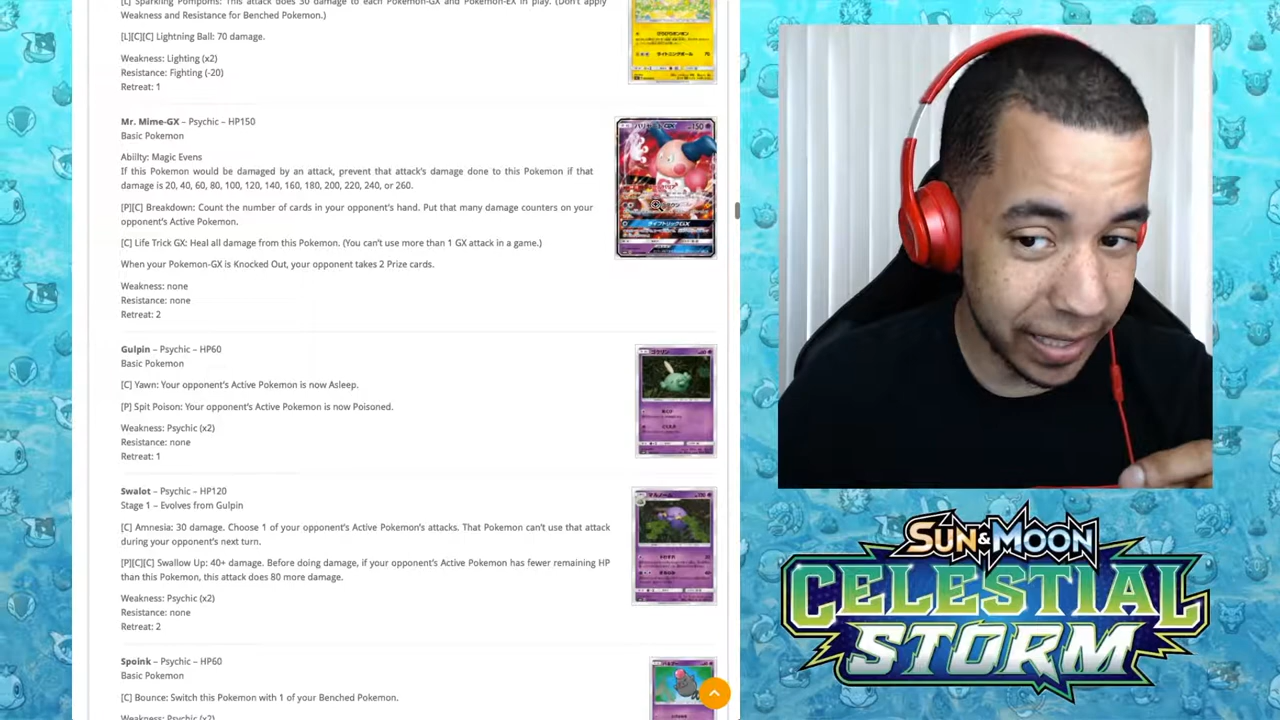 [L] Sparkling Pompoms: This attack does 30 damage to each Pokemon-GX and Pokemon-EX in play. (Don't apply
Weakness and Resistance for Benched Pokemon.)
[L][C][C] Lightning Ball: 70 damage.
Weakness: Lighting (x2)
Resistance: Fighting (-20)
Retreat: 1
Mr. Mime-GX – Psychic – HP150
Basic Pokemon
Abiilty: Magic Evens
If this Pokemon would be damaged by an attack, prevent that attack's damage done to this Pokemon if that
damage is 20, 40, 60, 80, 100, 120, 140, 160, 180, 200, 220, 240, or 260.
[P][C] Breakdown: Count the number of cards in your opponent's hand. Put that many damage counters on your
opponent's Active Pokemon.
[C] Life Trick GX: Heal all damage from this Pokemon. (You can't use more than 1 GX attack in a game.)
When your Pokemon-GX is Knocked Out, your opponent takes 2 Prize cards.
Weakness: none
Resistance: none
Retreat: 2
Gulpin – Psychic – HP60
Basic Pokemon
[C] Yawn: Your opponent's Active Pokemon is now Asleep.
[P] Spit Poison: Your opponent's Active Pokemon is now Poisoned.
Weakness: Psychic (x2)
Resistance: none
Retreat: 1
Swalot – Psychic – HP120
Stage 1 – Evolves from Gulpin
[C] Amnesia: 30 damage. Choose 1 of your opponent's Active Pokemon's attacks. That Pokemon can't use that attack
during your opponent's next turn.
[P][C][C] Swallow Up: 40+ damage. Before doing damage, if your opponent's Active Pokemon has fewer remaining HP
than this Pokemon, this attack does 80 more damage.
Weakness: Psychic (x2)
Resistance: none
Retreat: 2
Spoink – Psychic – HP60
Basic Pokemon
[C] Bounce: Switch this Pokemon with 1 of your Benched Pokemon.
Weakness: Psychic (x2)
SUN & MOON
CELESTIAL
STORM